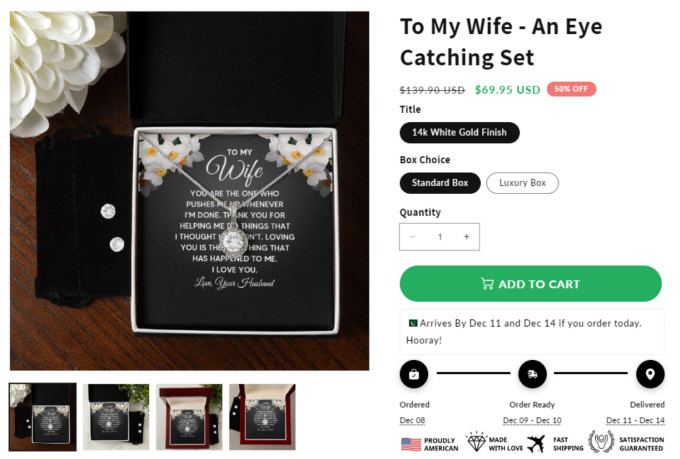 To My Wife - An Eye
Catching Set
$139.90 USD $69.95 USD 50% OFF
Title
14k White Gold Finish
Box Choice
Standard Box Luxury Box
Quantity
− 1 +
ADD TO CART
Arrives By Dec 11 and Dec 14 if you order today.
Hooray!
Ordered Order Ready Delivered
Dec 08 Dec 09 - Dec 10 Dec 11 - Dec 14
PROUDLY
AMERICAN
MADE
WITH LOVE
FAST
SHIPPING
SATISFACTION
GUARANTEED
TO MY
Wife
YOU ARE THE ONE WHO
PUSHES ME UP WHENEVER
I'M DONE. THANK YOU FOR
HELPING ME DO THINGS THAT
I THOUGHT I COULDN'T. LOVING
YOU IS THE THING THAT
HAS HAPPENED TO ME.
I LOVE YOU.
Love, Your Husband